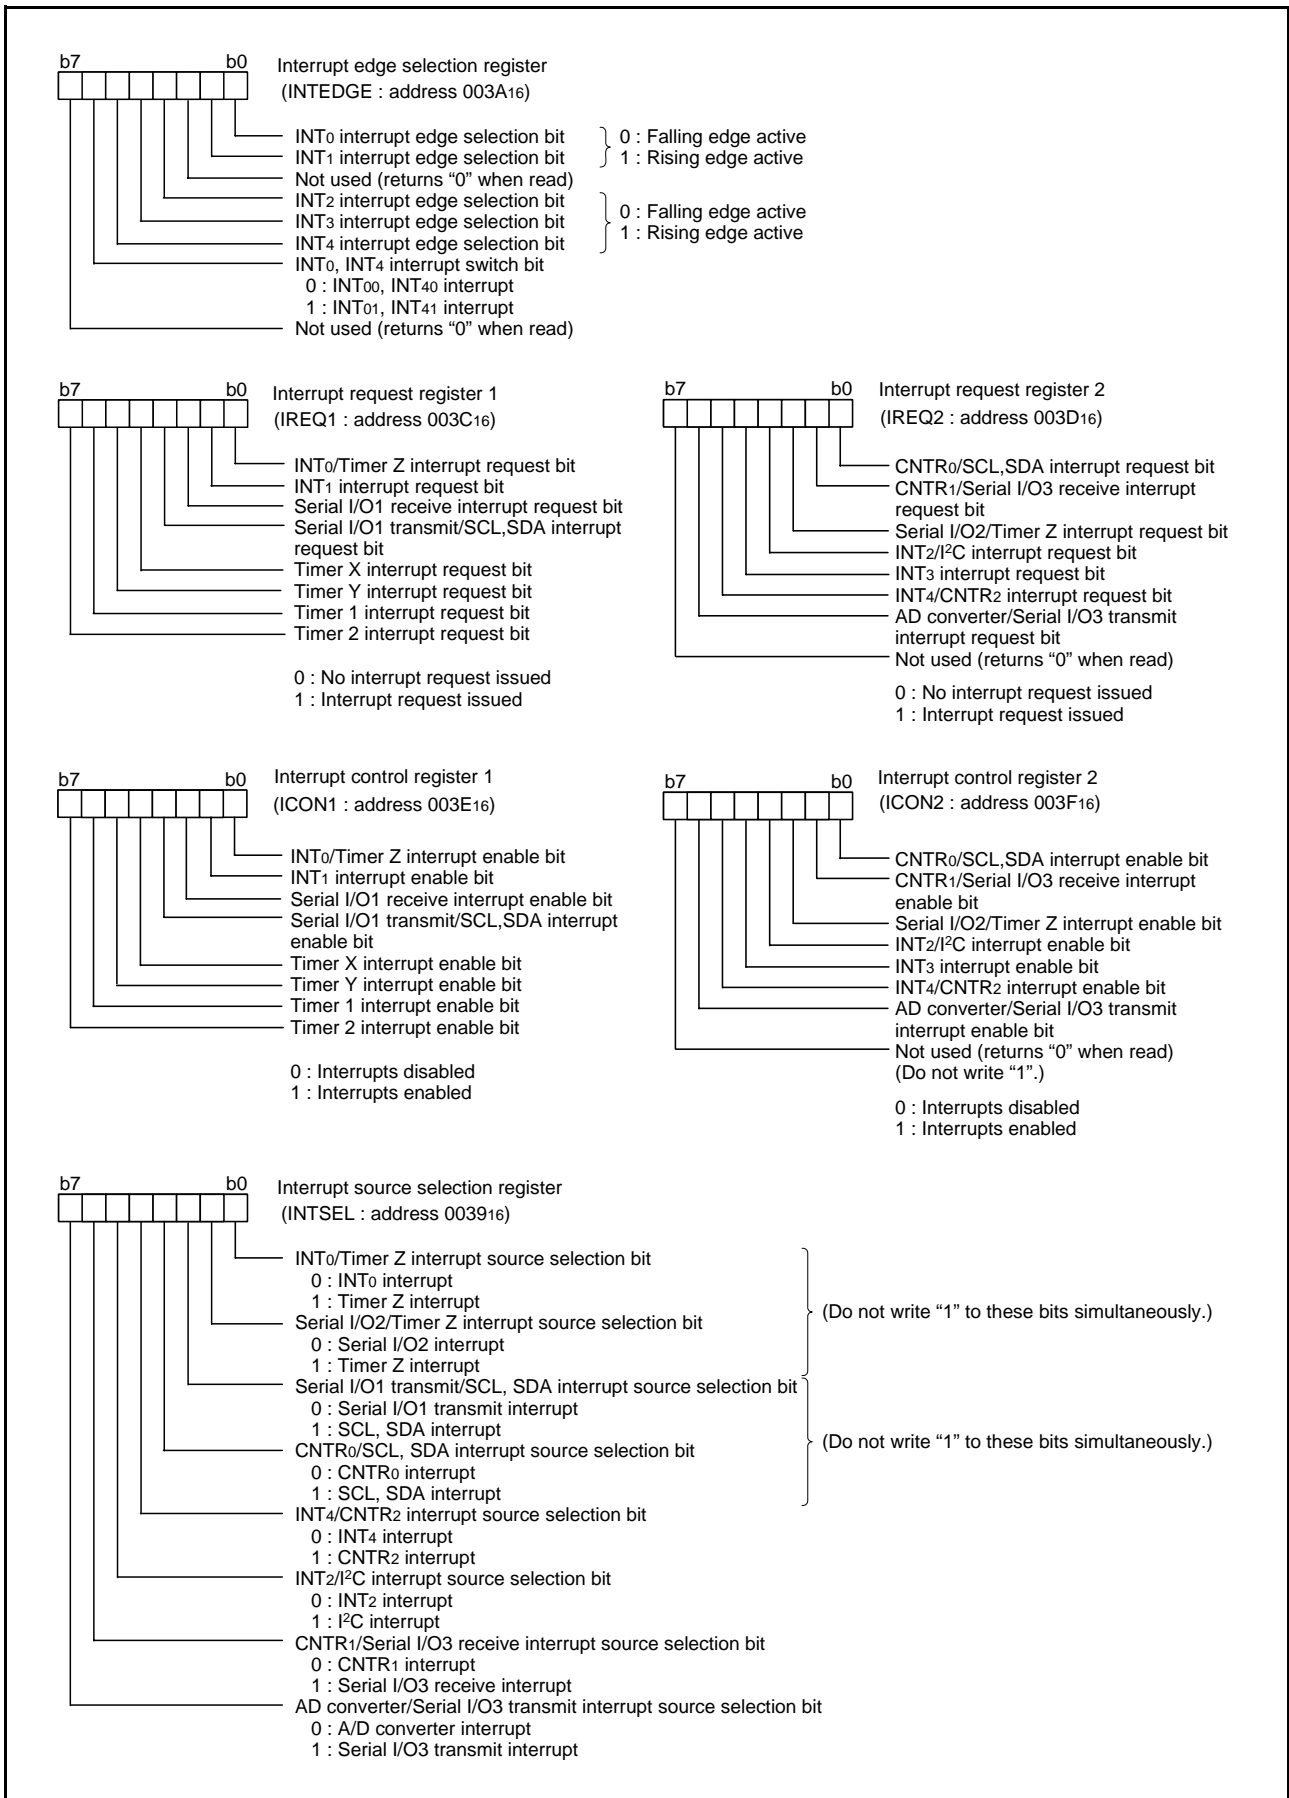 b7 b0 Interrupt edge selection register
(INTEDGE : address 003A16)
INT0 interrupt edge selection bit
INT1 interrupt edge selection bit
0 : Falling edge active
1 : Rising edge active
Not used (returns “0” when read)
INT2 interrupt edge selection bit
INT3 interrupt edge selection bit
INT4 interrupt edge selection bit
0 : Falling edge active
1 : Rising edge active
INT0, INT4 interrupt switch bit
0 : INT00, INT40 interrupt
1 : INT01, INT41 interrupt
Not used (returns “0” when read)
b7 b0 Interrupt request register 1
(IREQ1 : address 003C16)
INT0/Timer Z interrupt request bit
INT1 interrupt request bit
Serial I/O1 receive interrupt request bit
Serial I/O1 transmit/SCL,SDA interrupt
request bit
Timer X interrupt request bit
Timer Y interrupt request bit
Timer 1 interrupt request bit
Timer 2 interrupt request bit
0 : No interrupt request issued
1 : Interrupt request issued
b7 b0 Interrupt request register 2
(IREQ2 : address 003D16)
CNTR0/SCL,SDA interrupt request bit
CNTR1/Serial I/O3 receive interrupt
request bit
Serial I/O2/Timer Z interrupt request bit
INT2/I2C interrupt request bit
INT3 interrupt request bit
INT4/CNTR2 interrupt request bit
AD converter/Serial I/O3 transmit
interrupt request bit
Not used (returns “0” when read)
0 : No interrupt request issued
1 : Interrupt request issued
b7 b0 Interrupt control register 1
(ICON1 : address 003E16)
INT0/Timer Z interrupt enable bit
INT1 interrupt enable bit
Serial I/O1 receive interrupt enable bit
Serial I/O1 transmit/SCL,SDA interrupt
enable bit
Timer X interrupt enable bit
Timer Y interrupt enable bit
Timer 1 interrupt enable bit
Timer 2 interrupt enable bit
0 : Interrupts disabled
1 : Interrupts enabled
b7 b0 Interrupt control register 2
(ICON2 : address 003F16)
CNTR0/SCL,SDA interrupt enable bit
CNTR1/Serial I/O3 receive interrupt
enable bit
Serial I/O2/Timer Z interrupt enable bit
INT2/I2C interrupt enable bit
INT3 interrupt enable bit
INT4/CNTR2 interrupt enable bit
AD converter/Serial I/O3 transmit
interrupt enable bit
Not used (returns “0” when read)
(Do not write “1”.)
0 : Interrupts disabled
1 : Interrupts enabled
b7 b0 Interrupt source selection register
(INTSEL : address 003916)
INT0/Timer Z interrupt source selection bit
0 : INT0 interrupt
1 : Timer Z interrupt
Serial I/O2/Timer Z interrupt source selection bit
0 : Serial I/O2 interrupt
1 : Timer Z interrupt
(Do not write “1” to these bits simultaneously.)
Serial I/O1 transmit/SCL, SDA interrupt source selection bit
0 : Serial I/O1 transmit interrupt
1 : SCL, SDA interrupt
CNTR0/SCL, SDA interrupt source selection bit
0 : CNTR0 interrupt
1 : SCL, SDA interrupt
(Do not write “1” to these bits simultaneously.)
INT4/CNTR2 interrupt source selection bit
0 : INT4 interrupt
1 : CNTR2 interrupt
INT2/I2C interrupt source selection bit
0 : INT2 interrupt
1 : I2C interrupt
CNTR1/Serial I/O3 receive interrupt source selection bit
0 : CNTR1 interrupt
1 : Serial I/O3 receive interrupt
AD converter/Serial I/O3 transmit interrupt source selection bit
0 : A/D converter interrupt
1 : Serial I/O3 transmit interrupt